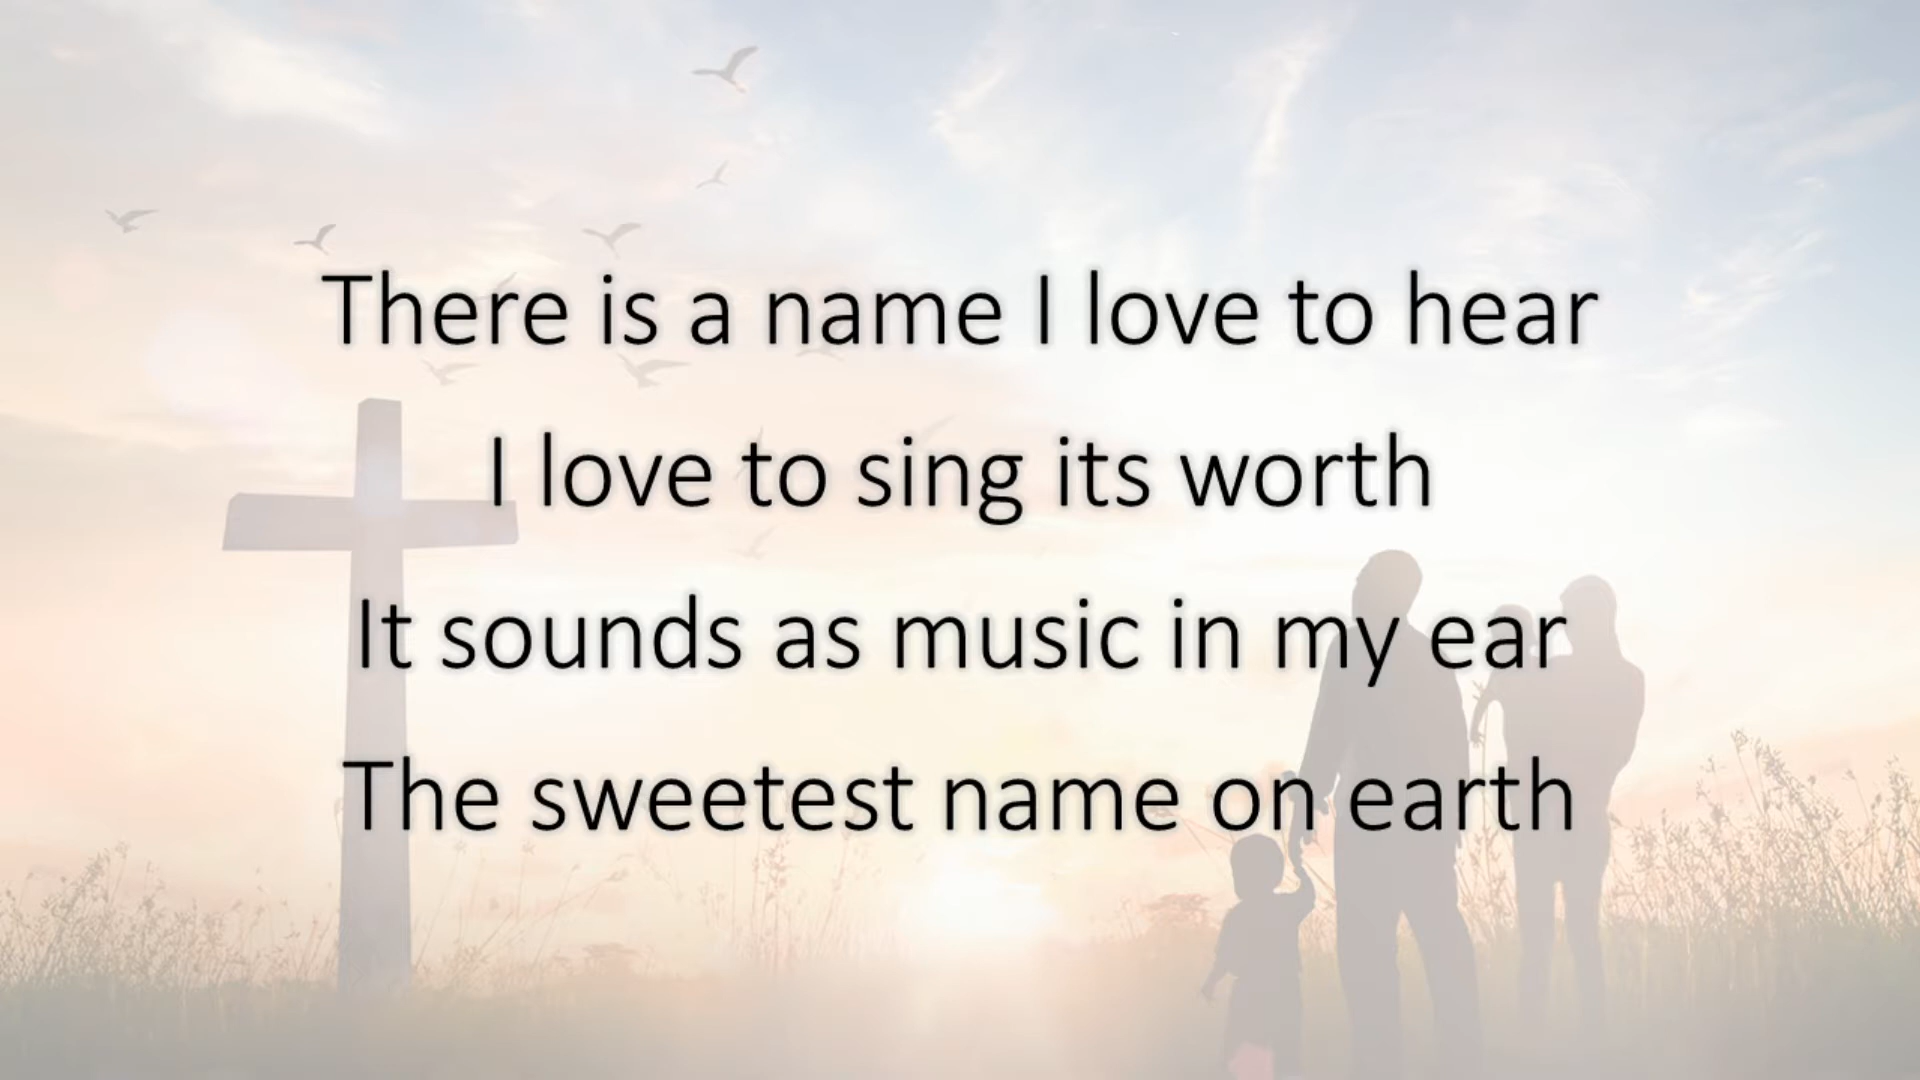 There is a name I love to hear
I love to sing its worth
It sounds as music in my ear
The sweetest name on earth